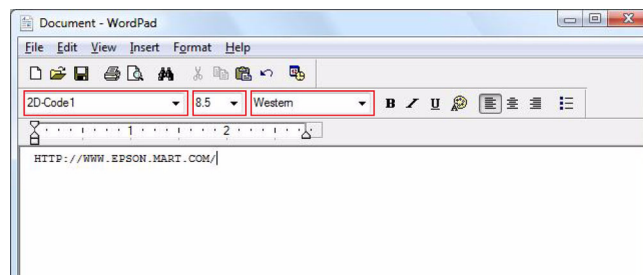 Document - WordPad
File Edit View Insert Format Help
2D-Code1 8.5 Western B I U
1 2
HTTP://WWW.EPSON.MART.COM/